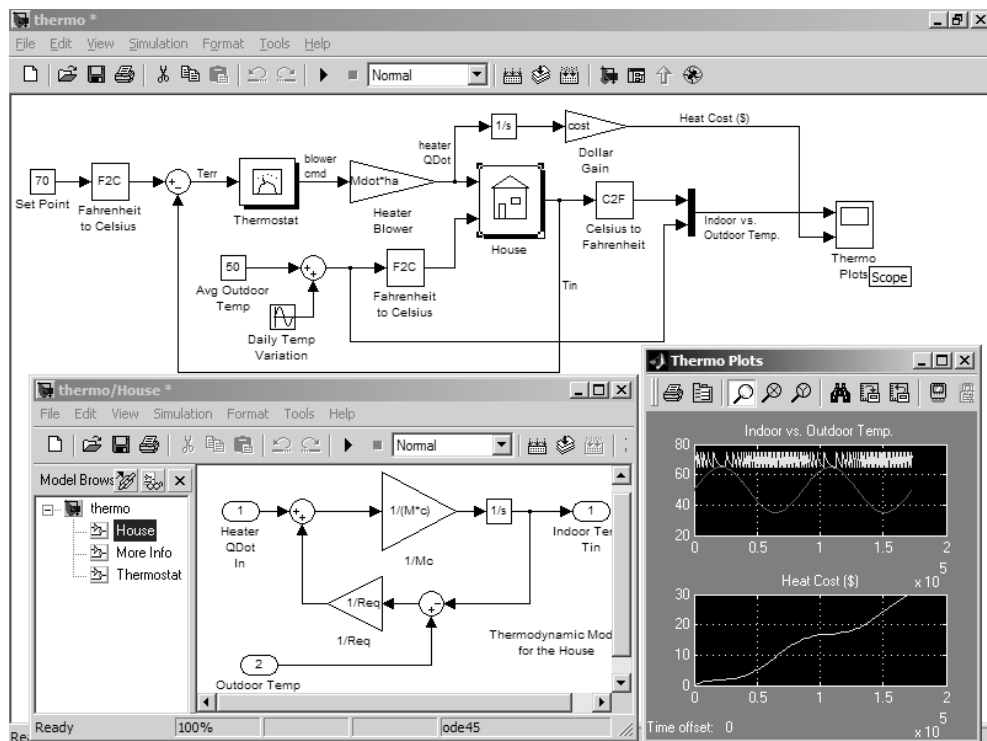 thermo *
File Edit View Simulation Format Tools Help
Normal
heater
QDot
1/s
cost
Dollar
Gain
Heat Cost ($)
70
Set Point
F2C
Fahrenheit
to Celsius
Terr
Thermostat
blower
cmd
Mdot*ha
Heater
Blower
House
C2F
Celsius to
Fahrenheit
Indoor vs.
Outdoor Temp.
Thermo
Plots
Scope
50
Avg Outdoor
Temp
Daily Temp
Variation
F2C
Fahrenheit
to Celsius
Tin
thermo/House *
File Edit View Simulation Format Tools Help
Normal
Model Brows
thermo
House
More Info
Thermostat
1
Heater
QDot
In
1/(M*c)
1/Mc
1/s
1
Indoor Te
Tin
1/Req
1/Req
Thermodynamic Mod
for the House
2
Outdoor Temp
Ready 100% ode45
Re
Thermo Plots
Indoor vs. Outdoor Temp.
80
60
40
20
0 0.5 1 1.5 2
x 10 5
Heat Cost ($)
30
20
10
0
0 0.5 1 1.5 2
x 10 5
Time offset: 0